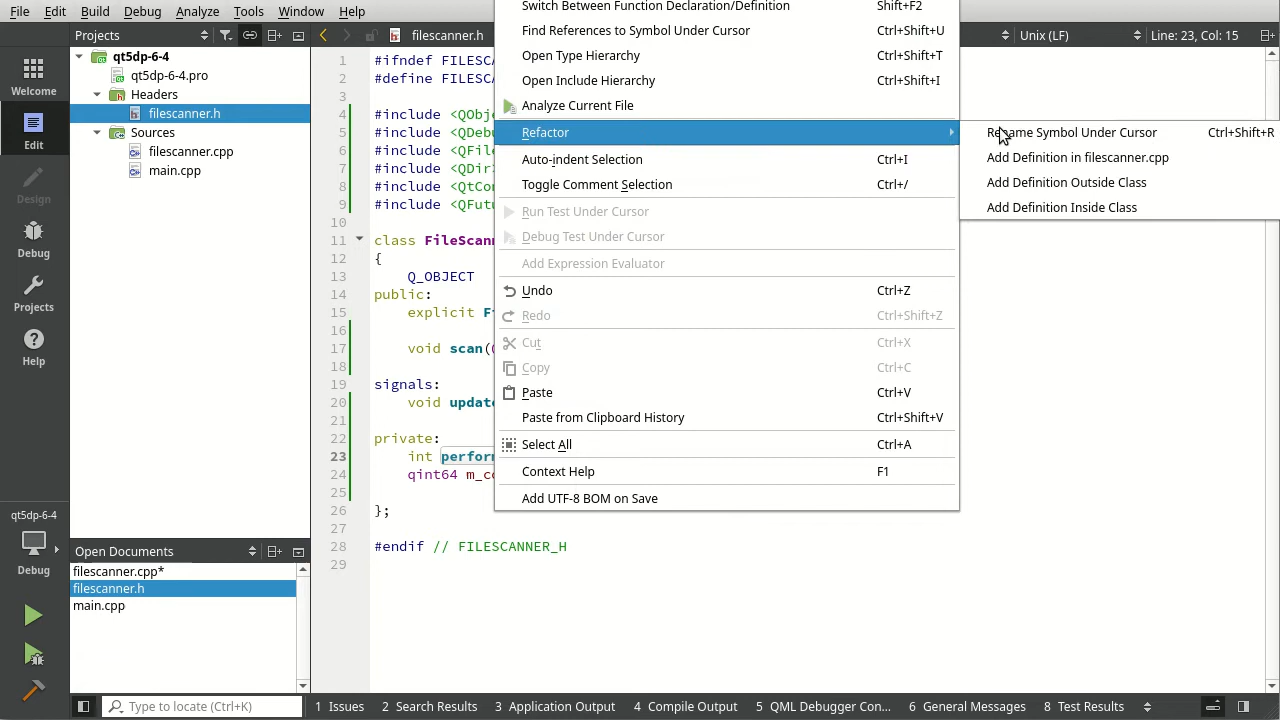 File Edit Build Debug Analyze Tools Window Help
Switch Between Function Declaration/Definition Shift+F2
Find References to Symbol Under Cursor Ctrl+Shift+U
Open Type Hierarchy Ctrl+Shift+T
Open Include Hierarchy Ctrl+Shift+I
Analyze Current File
Refactor
Auto-indent Selection Ctrl+I
Toggle Comment Selection Ctrl+/
Run Test Under Cursor
Debug Test Under Cursor
Add Expression Evaluator
Undo Ctrl+Z
Redo Ctrl+Shift+Z
Cut Ctrl+X
Copy Ctrl+C
Paste Ctrl+V
Paste from Clipboard History Ctrl+Shift+V
Select All Ctrl+A
Context Help F1
Add UTF-8 BOM on Save
Rename Symbol Under Cursor Ctrl+Shift+R
Add Definition in filescanner.cpp
Add Definition Outside Class
Add Definition Inside Class
Projects
filescanner.h
Unix (LF)
Line: 23, Col: 15
Welcome
Edit
Design
Debug
Projects
Help
qt5dp-6-4
Debug
qt5dp-6-4
qt5dp-6-4.pro
Headers
filescanner.h
Sources
filescanner.cpp
main.cpp
Open Documents
filescanner.cpp*
filescanner.h
main.cpp
1 #ifndef FILESCA
2 #define FILESCA
3
4 #include <QObje
5 #include <QDebu
6 #include <QFile
7 #include <QDirI
8 #include <QtCon
9 #include <QFutu
10
11 class FileScann
12 {
13 Q_OBJECT
14 public:
15 explicit Fi
16
17 void scan(
18
19 signals:
20 void update
21
22 private:
23 int perfor
24 qint64 m_co
25
26 };
27
28 #endif // FILESCANNER_H
29
Type to locate (Ctrl+K)
1 Issues 2 Search Results 3 Application Output 4 Compile Output 5 QML Debugger Con... 6 General Messages 8 Test Results